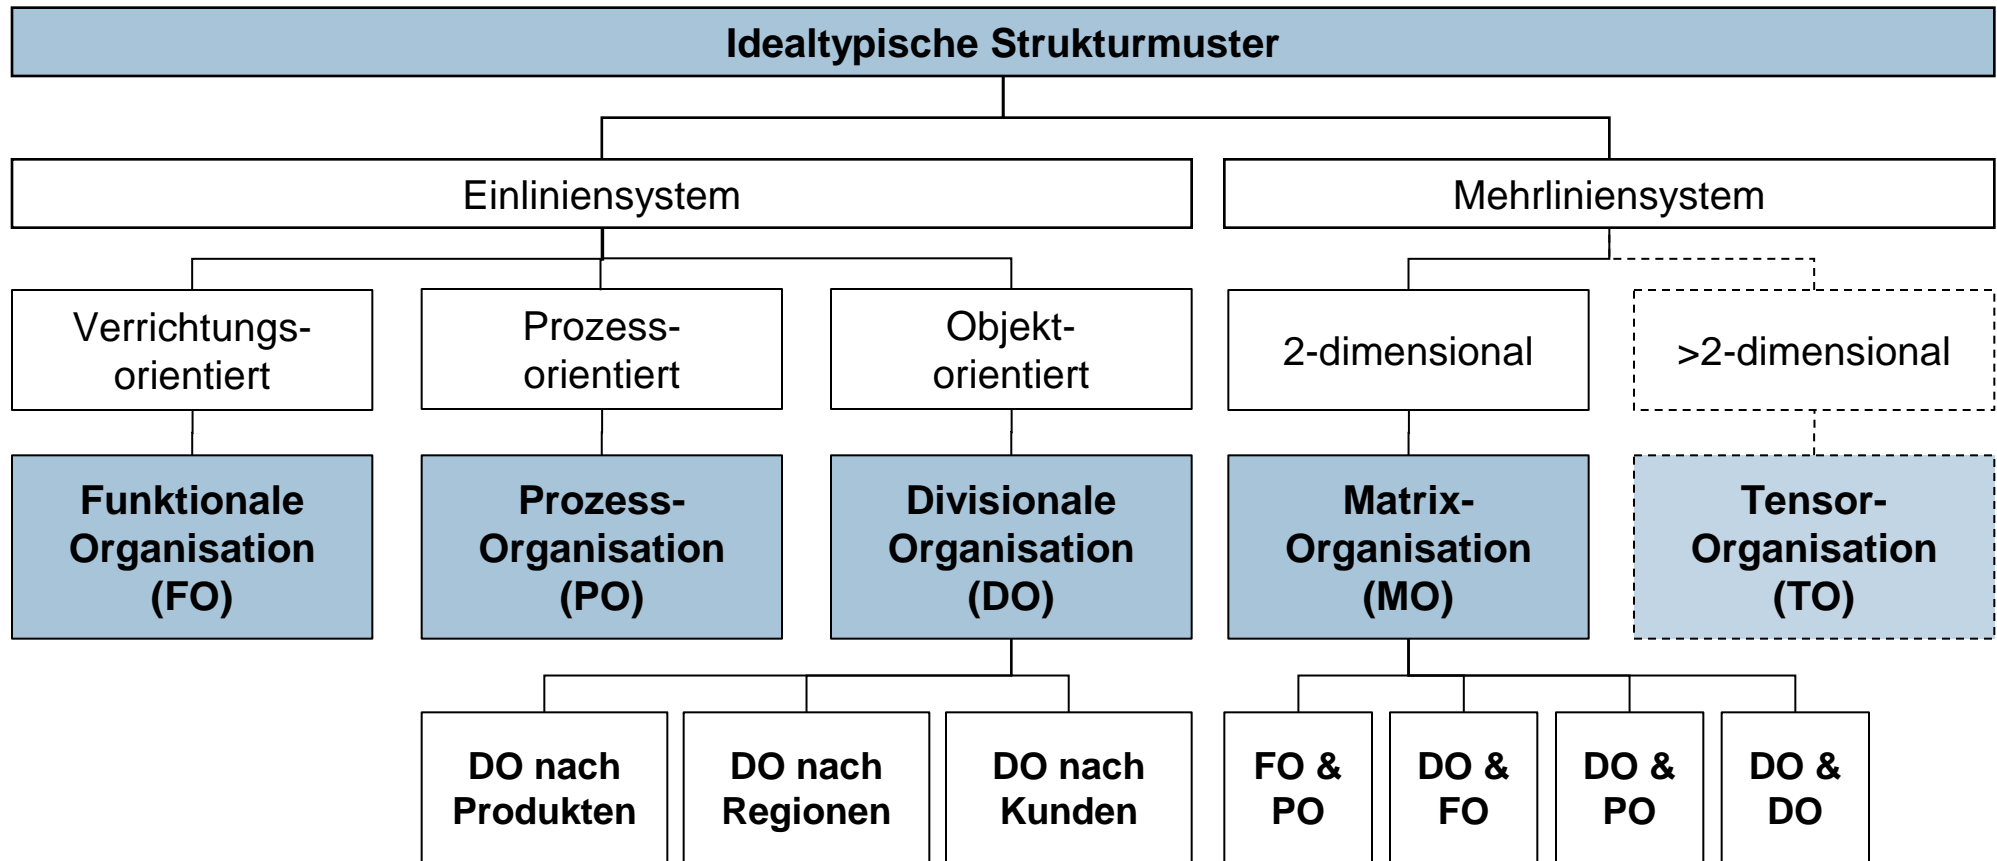 Idealtypische Strukturmuster
Einliniensystem
Mehrliniensystem
Verrichtungs-
orientiert
Prozess-
orientiert
Objekt-
orientiert
2-dimensional
>2-dimensional
Funktionale
Organisation
(FO)
Prozess-
Organisation
(PO)
Divisionale
Organisation
(DO)
Matrix-
Organisation
(MO)
Tensor-
Organisation
(TO)
DO nach
Produkten
DO nach
Regionen
DO nach
Kunden
FO &
PO
DO &
FO
DO &
PO
DO &
DO